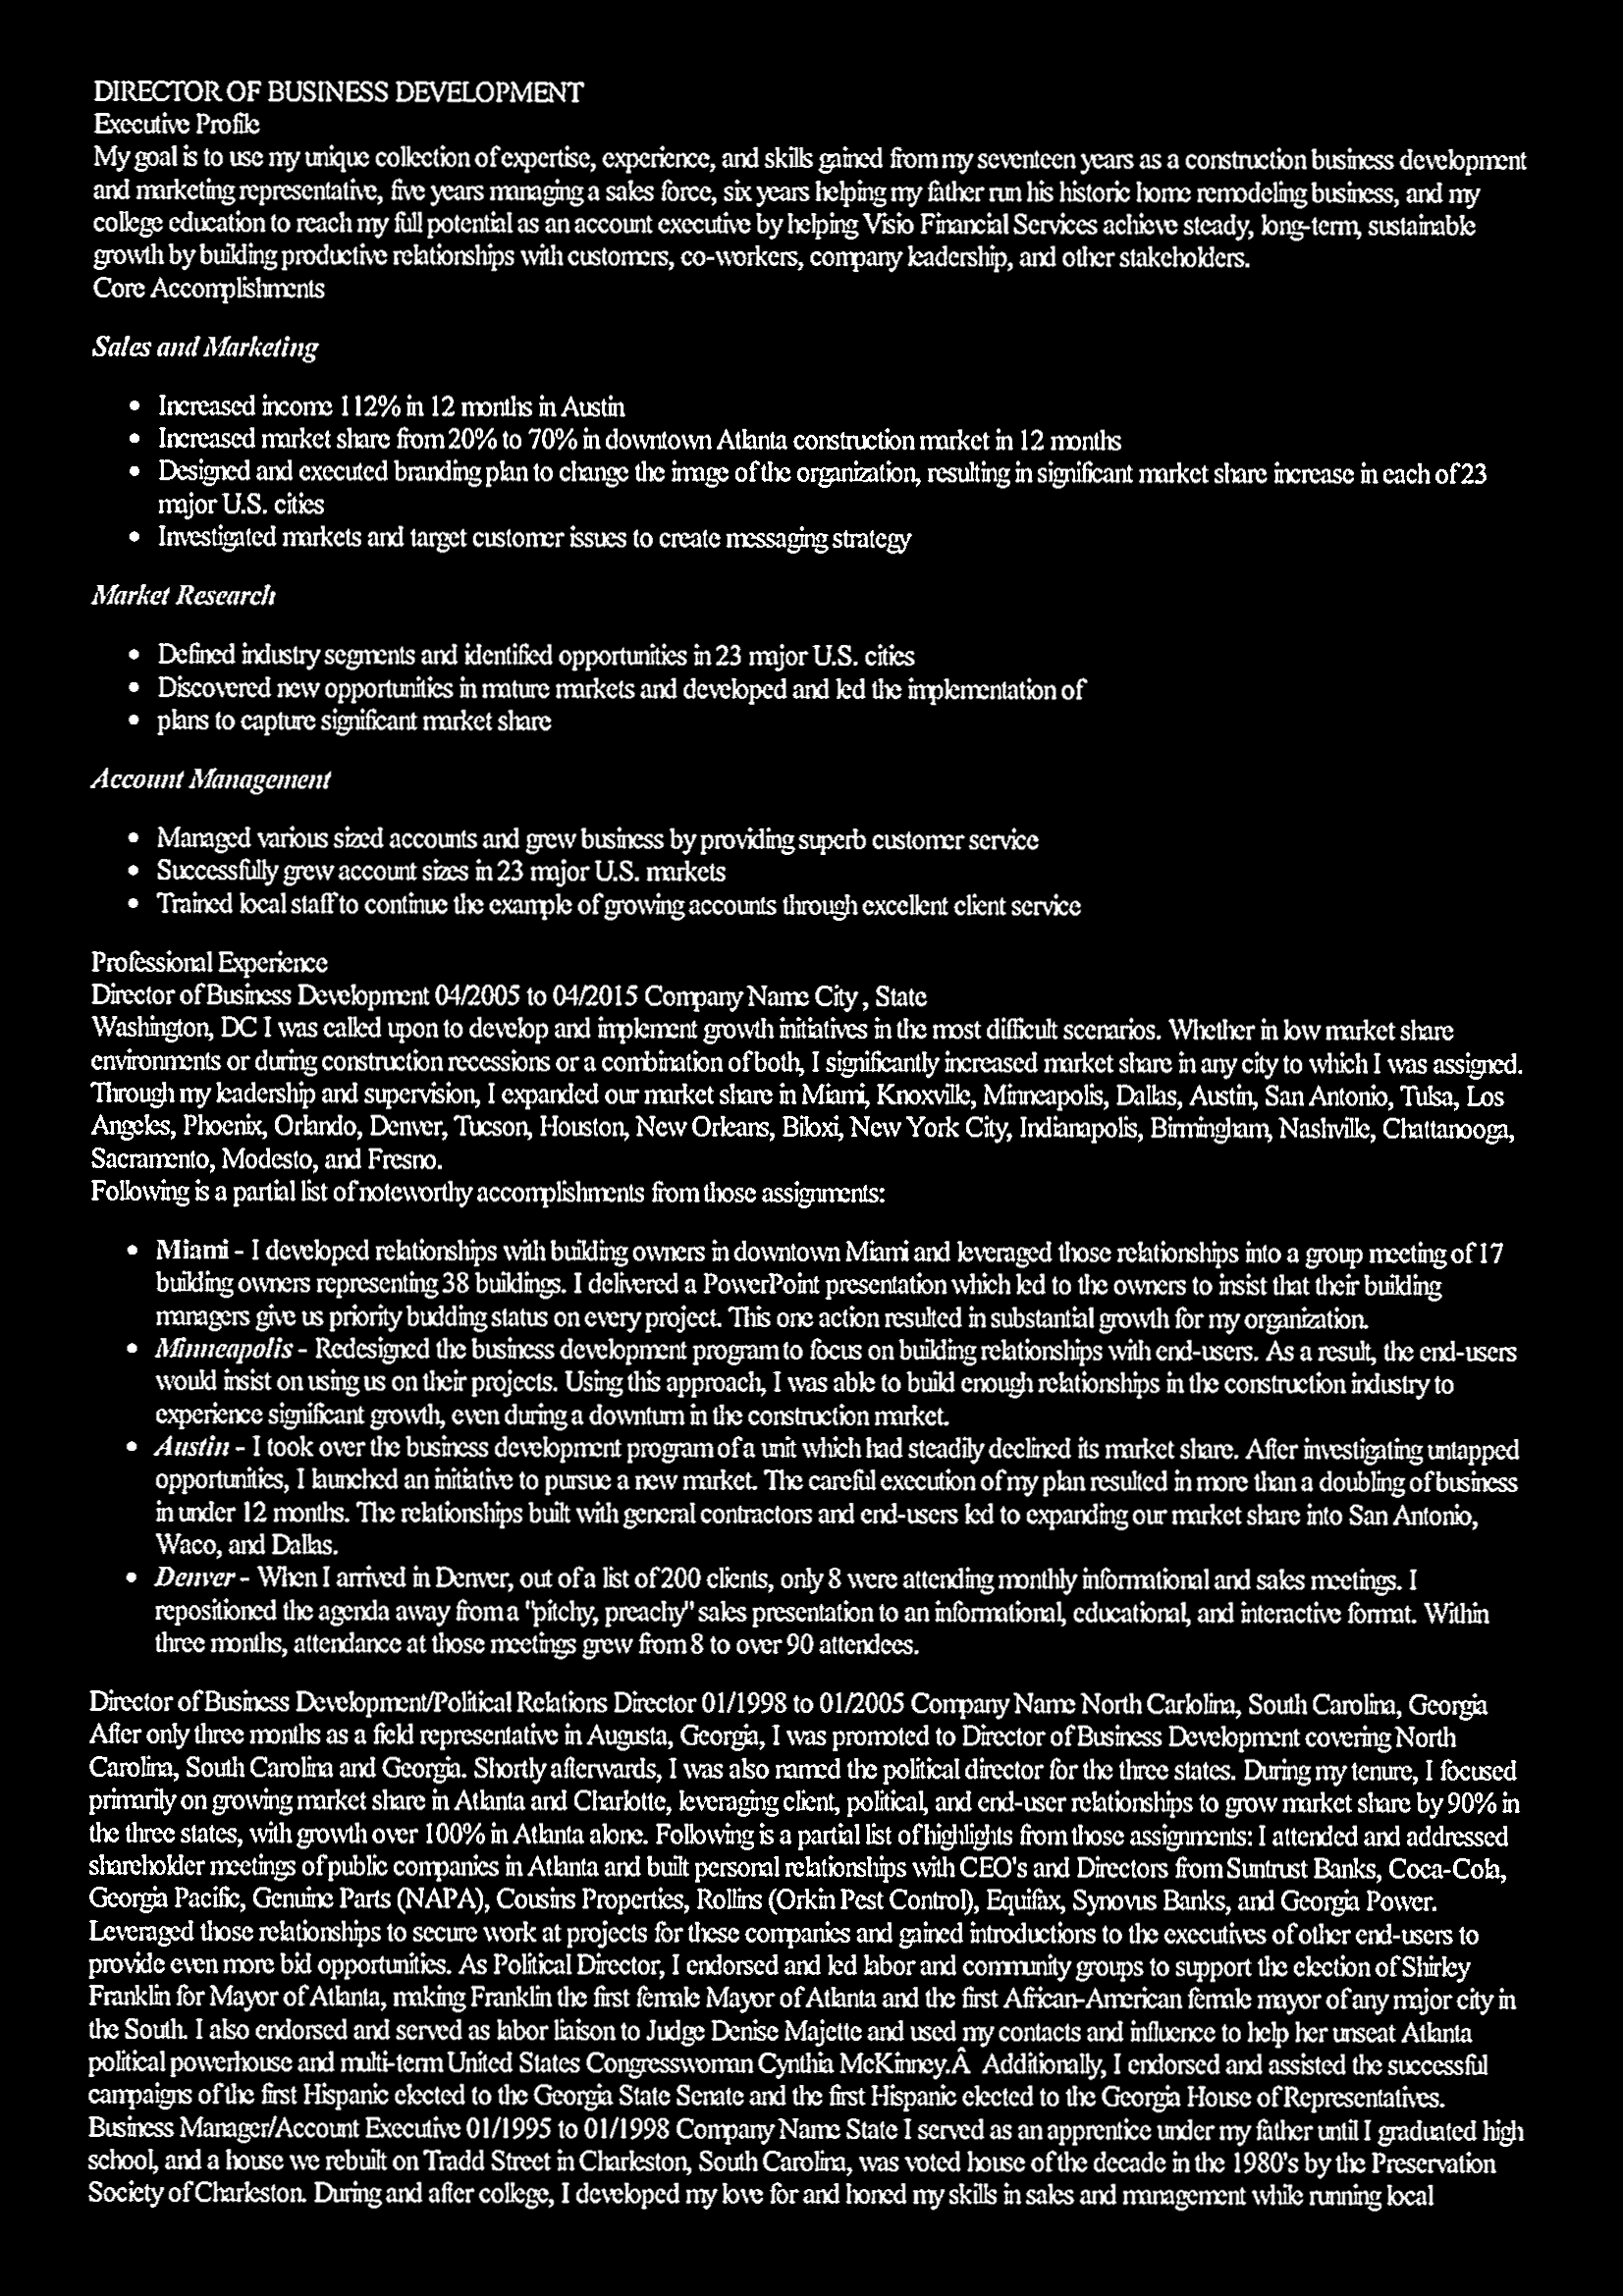 DIRECTOR OF BUSINESS DEVELOPMENT
Executive Profile
My goal is to use my unique collection of expertise, experience, and skills gained from my seventeen years as a construction business development
and marketing representative, five years managing a sales force, six years helping my father run his historic home remodeling business, and my
college education to reach my full potential as an account executive by helping Visio Financial Services achieve steady, long-term, sustainable
growth by building productive relationships with customers, co-workers, company leadership, and other stakeholders.
Core Accomplishments
Sales and Marketing
• Increased income 112% in 12 months in Austin
• Increased market share from 20% to 70% in downtown Atlanta construction market in 12 months
• Designed and executed branding plan to change the image of the organization, resulting in significant market share increase in each of 23
major U.S. cities
• Investigated markets and target customer issues to create messaging strategy
Market Research
• Defined industry segments and identified opportunities in 23 major U.S. cities
• Discovered new opportunities in mature markets and developed and led the implementation of
• plans to capture significant market share
Account Management
• Managed various sized accounts and grew business by providing superb customer service
• Successfully grew account sizes in 23 major U.S. markets
• Trained local staff to continue the example of growing accounts through excellent client service
Professional Experience
Director of Business Development 04/2005 to 04/2015 Company Name City , State
Washington, DC I was called upon to develop and implement growth initiatives in the most difficult scenarios. Whether in low market share
environments or during construction recessions or a combination of both, I significantly increased market share in any city to which I was assigned.
Through my leadership and supervision, I expanded our market share in Miami, Knoxville, Minneapolis, Dallas, Austin, San Antonio, Tulsa, Los
Angeles, Phoenix, Orlando, Denver, Tucson, Houston, New Orleans, Biloxi, New York City, Indianapolis, Birmingham, Nashville, Chattanooga,
Sacramento, Modesto, and Fresno.
Following is a partial list of noteworthy accomplishments from those assignments:
• Miami - I developed relationships with building owners in downtown Miami and leveraged those relationships into a group meeting of 17
building owners representing 38 buildings. I delivered a PowerPoint presentation which led to the owners to insist that their building
managers give us priority budding status on every project. This one action resulted in substantial growth for my organization.
• Minneapolis - Redesigned the business development program to focus on building relationships with end-users. As a result, the end-users
would insist on using us on their projects. Using this approach, I was able to build enough relationships in the construction industry to
experience significant growth, even during a downturn in the construction market.
• Austin - I took over the business development program of a unit which had steadily declined its market share. After investigating untapped
opportunities, I launched an initiative to pursue a new market. The careful execution of my plan resulted in more than a doubling of business
in under 12 months. The relationships built with general contractors and end-users led to expanding our market share into San Antonio,
Waco, and Dallas.
• Denver - When I arrived in Denver, out of a list of 200 clients, only 8 were attending monthly informational and sales meetings. I
repositioned the agenda away from a "pitchy, preachy" sales presentation to an informational, educational, and interactive format. Within
three months, attendance at those meetings grew from 8 to over 90 attendees.
Director of Business Development/Political Relations Director 01/1998 to 01/2005 Company Name North Carlolina, South Carolina, Georgia
After only three months as a field representative in Augusta, Georgia, I was promoted to Director of Business Development covering North
Carolina, South Carolina and Georgia. Shortly afterwards, I was also named the political director for the three states. During my tenure, I focused
primarily on growing market share in Atlanta and Charlotte, leveraging client, political, and end-user relationships to grow market share by 90% in
the three states, with growth over 100% in Atlanta alone. Following is a partial list of highlights from those assignments: I attended and addressed
shareholder meetings of public companies in Atlanta and built personal relationships with CEO's and Directors from Suntrust Banks, Coca-Cola,
Georgia Pacific, Genuine Parts (NAPA), Cousins Properties, Rollins (Orkin Pest Control), Equifax, Synovus Banks, and Georgia Power.
Leveraged those relationships to secure work at projects for these companies and gained introductions to the executives of other end-users to
provide even more bid opportunities. As Political Director, I endorsed and led labor and community groups to support the election of Shirley
Franklin for Mayor of Atlanta, making Franklin the first female Mayor of Atlanta and the first African-American female mayor of any major city in
the South. I also endorsed and served as labor liaison to Judge Denise Majette and used my contacts and influence to help her unseat Atlanta
political powerhouse and multi-term United States Congresswoman Cynthia McKinney.Â Additionally, I endorsed and assisted the successful
campaigns of the first Hispanic elected to the Georgia State Senate and the first Hispanic elected to the Georgia House of Representatives.
Business Manager/Account Executive 01/1995 to 01/1998 Company Name State I served as an apprentice under my father until I graduated high
school, and a house we rebuilt on Tradd Street in Charleston, South Carolina, was voted house of the decade in the 1980's by the Preservation
Society of Charleston. During and after college, I developed my love for and honed my skills in sales and management while running local